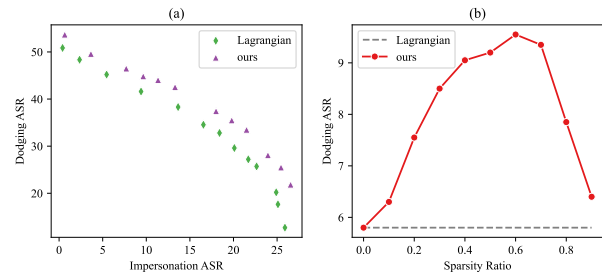 (a)
Dodging ASR
50
40
30
20
0
5
10
15
20
25
Impersonation ASR
Lagrangian
ours
(b)
Dodging ASR
9
8
7
6
0.0
0.2
0.4
0.6
0.8
Sparsity Ratio
Lagrangian
ours